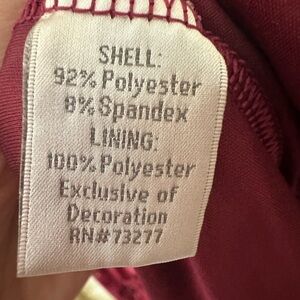 SHELL:
92% Polyester
8% Spandex
LINING:
100% Polyester
Exclusive of
Decoration
RN#73277